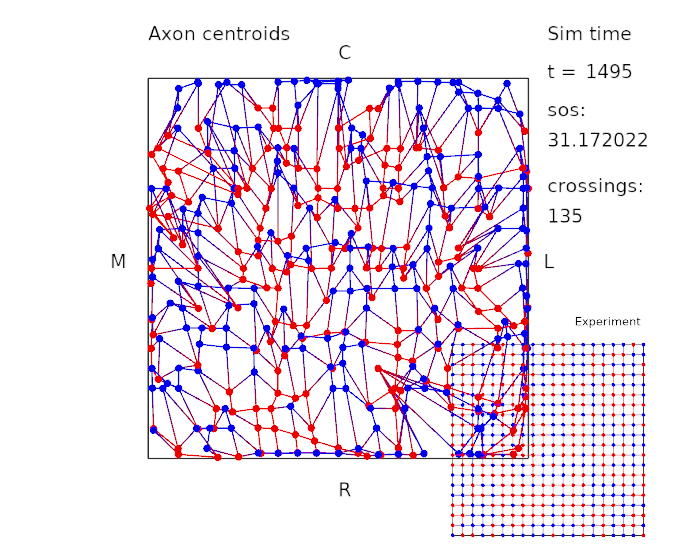 Axon centroids
C
Sim time
t = 1495
sos:
31.172022
crossings:
135
M
L
Experiment
R